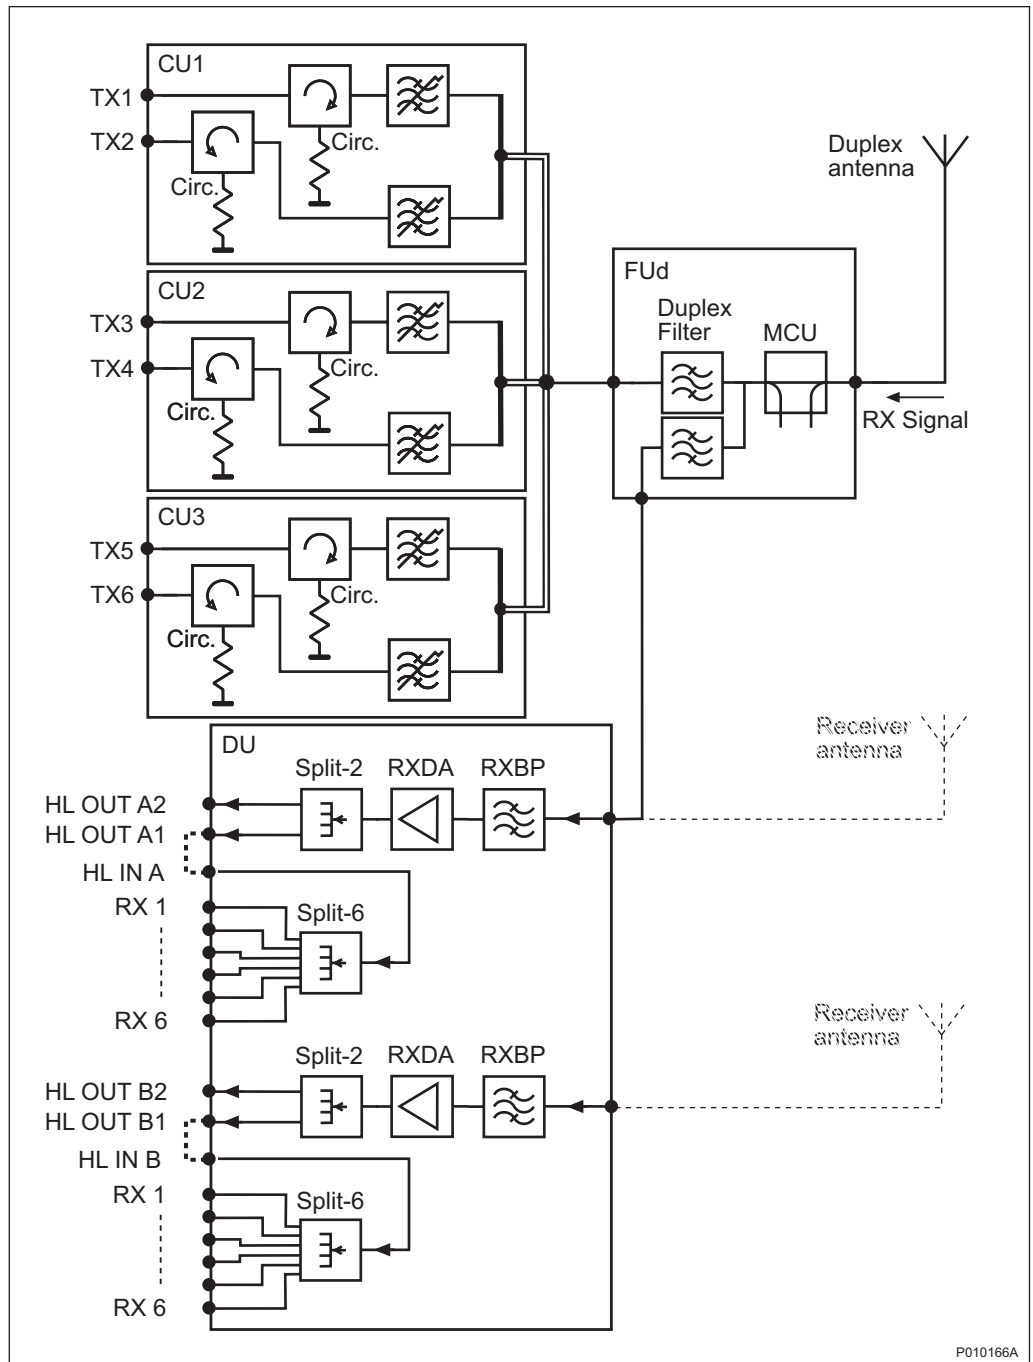 CU1
TX1
TX2
Circ.
Circ.
Duplex
antenna
CU2
TX3
TX4
Circ.
Circ.
FUd
Duplex
Filter
MCU
RX Signal
CU3
TX5
TX6
Circ.
Circ.
Receiver
antenna
DU
Split-2
RXDA
RXBP
HL OUT A2
HL OUT A1
HL IN A
RX 1
Split-6
RX 6
Receiver
antenna
Split-2
RXDA
RXBP
HL OUT B2
HL OUT B1
HL IN B
RX 1
Split-6
RX 6
P010166A